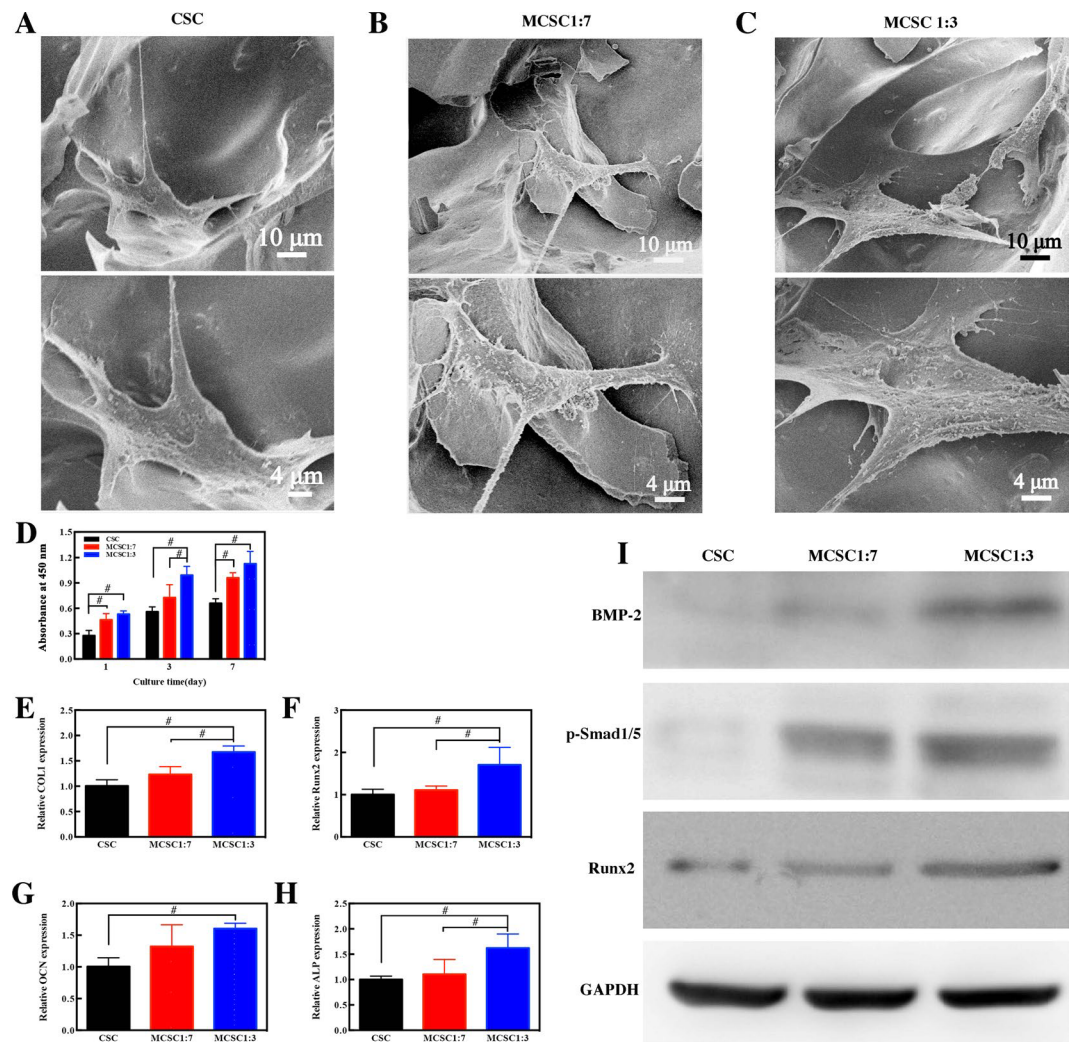 A
CSC
B
MCSC1:7
C
MCSC 1:3
10 μm
10 μm
10 μm
4 μm
4 μm
4 μm
D
Absorbance at 450 nm
1.5
1.2
0.9
0.6
0.3
0.0
CSC
MCSC1:7
MCSC1:3
# # # # # #
1 3 7
Culture time(day)
E
Relative COL1 expression
2.5
2.0
1.5
1.0
0.5
0.0
#
#
CSC MCSC1:7 MCSC1:3
F
Relative Runx2 expression
3
2
1
0
#
#
CSC MCSC1:7 MCSC1:3
G
Relative OCN expression
2.0
1.5
1.0
0.5
0.0
#
CSC MCSC1:7 MCSC1:3
H
Relative ALP expression
2.5
2.0
1.5
1.0
0.5
0.0
#
#
CSC MCSC1:7 MCSC1:3
I
CSC MCSC1:7 MCSC1:3
BMP-2
p-Smad1/5
Runx2
GAPDH